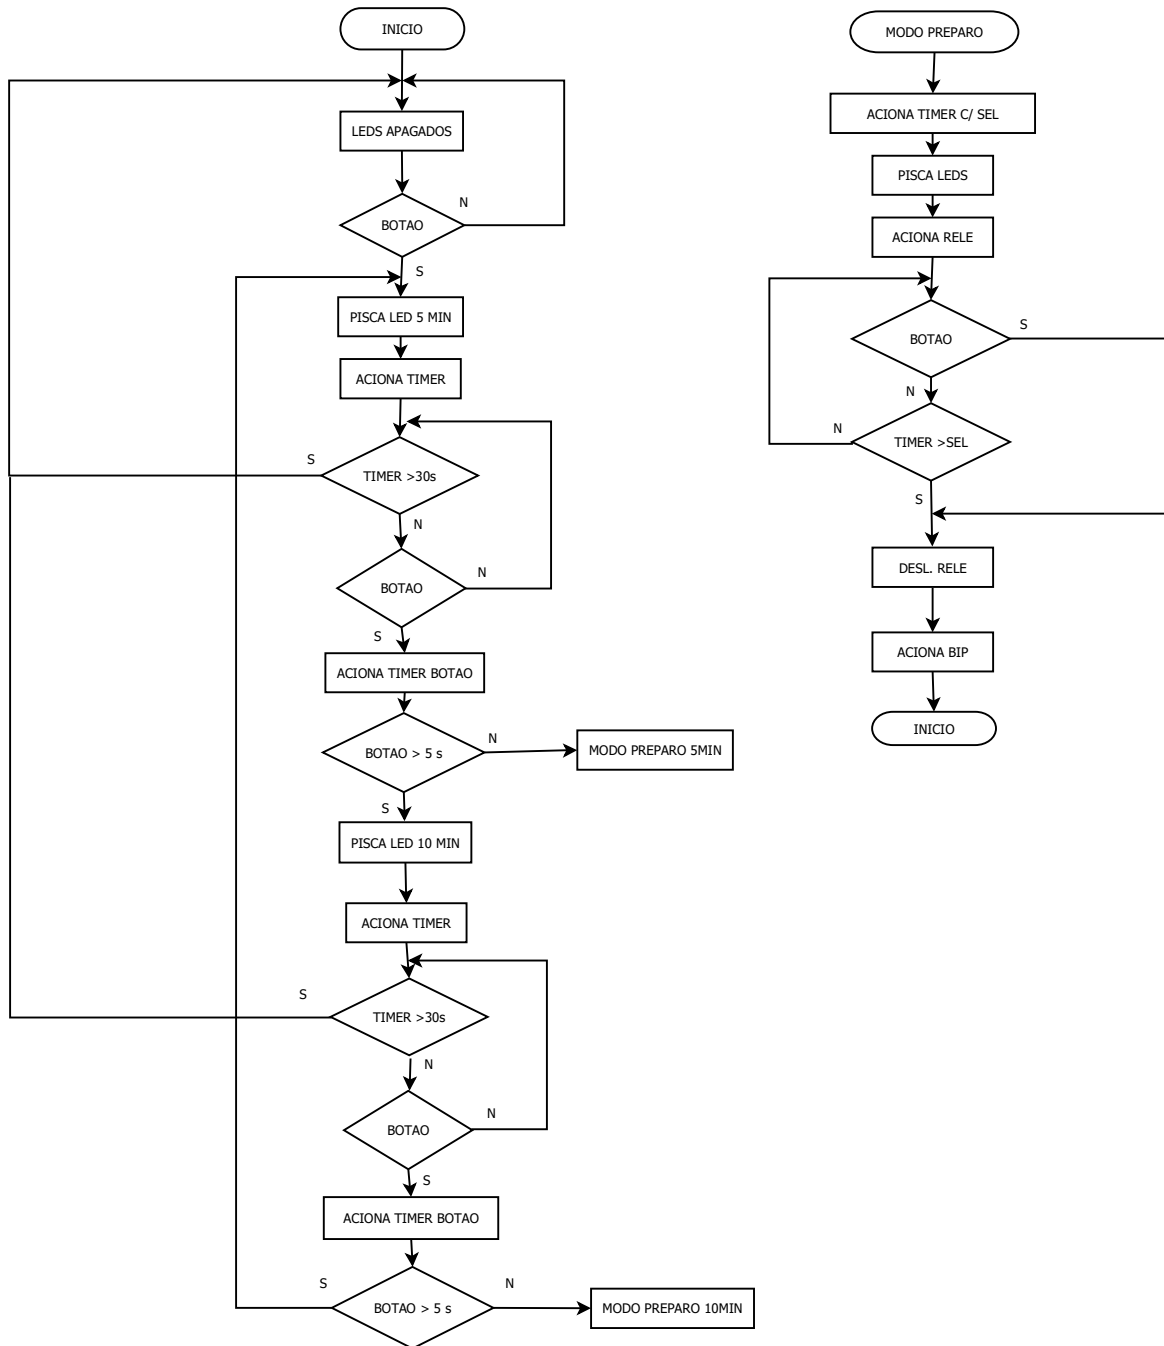 INICIO
LEDS APAGADOS
BOTAO
N
S
PISCA LED 5 MIN
ACIONA TIMER
TIMER >30s
S
N
BOTAO
N
S
ACIONA TIMER BOTAO
BOTAO > 5 s
N
MODO PREPARO 5MIN
S
PISCA LED 10 MIN
ACIONA TIMER
TIMER >30s
S
N
BOTAO
N
S
ACIONA TIMER BOTAO
BOTAO > 5 s
S
N
MODO PREPARO 10MIN
MODO PREPARO
ACIONA TIMER C/ SEL
PISCA LEDS
ACIONA RELE
BOTAO
S
N
TIMER >SEL
N
S
DESL. RELE
ACIONA BIP
INICIO